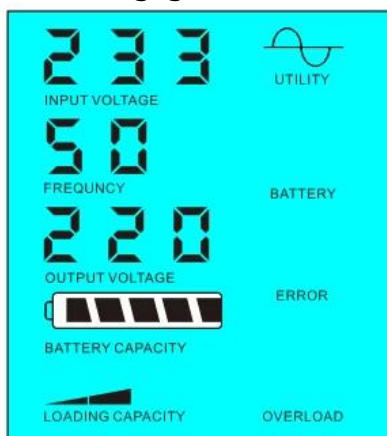 233
UTILITY
INPUT VOLTAGE
50
FREQUNCY
BATTERY
220
OUTPUT VOLTAGE
ERROR
BATTERY CAPACITY
LOADING CAPACITY
OVERLOAD